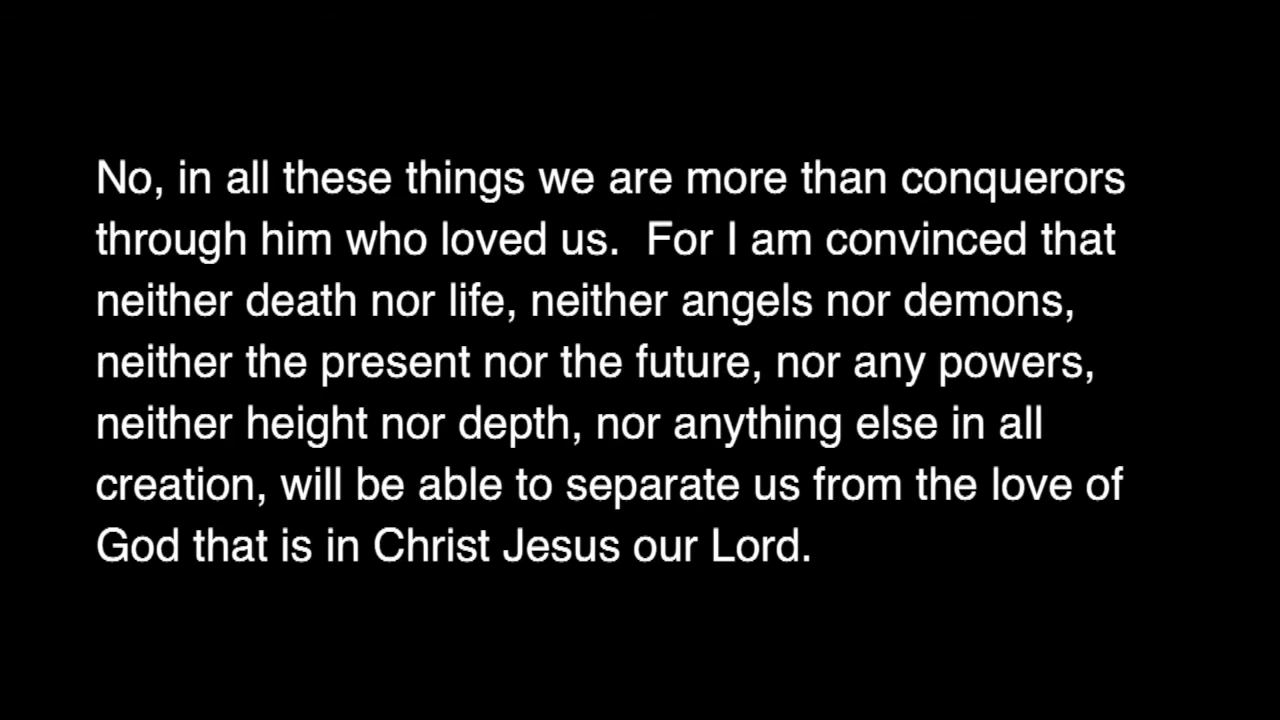 No, in all these things we are more than conquerors
through him who loved us.  For I am convinced that
neither death nor life, neither angels nor demons,
neither the present nor the future, nor any powers,
neither height nor depth, nor anything else in all
creation, will be able to separate us from the love of
God that is in Christ Jesus our Lord.